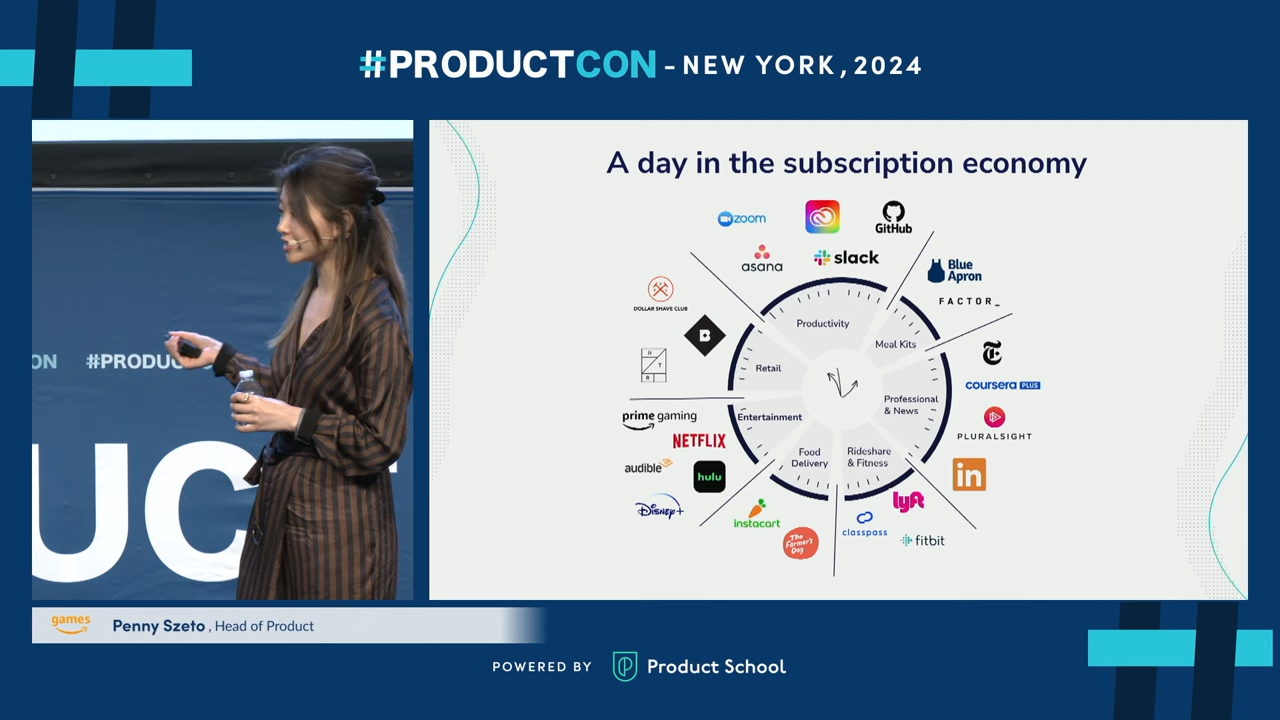 #PRODUCTCON - NEW YORK, 2024
ON #PRODUC
UC
A day in the subscription economy
zoom
GitHub
asana
slack
Blue
Apron
FACTOR_
DOLLAR SHAVE CLUB
B
R
T
R
Productivity
Meal Kits
Retail
Professional
& News
Entertainment
Food
Delivery
Rideshare
& Fitness
T
coursera PLUS
PLURALSIGHT
in
prime gaming
NETFLIX
audible
hulu
Disney+
instacart
The
Farmer's
Dog
lyft
classpass
fitbit
games
Penny Szeto, Head of Product
POWERED BY Product School